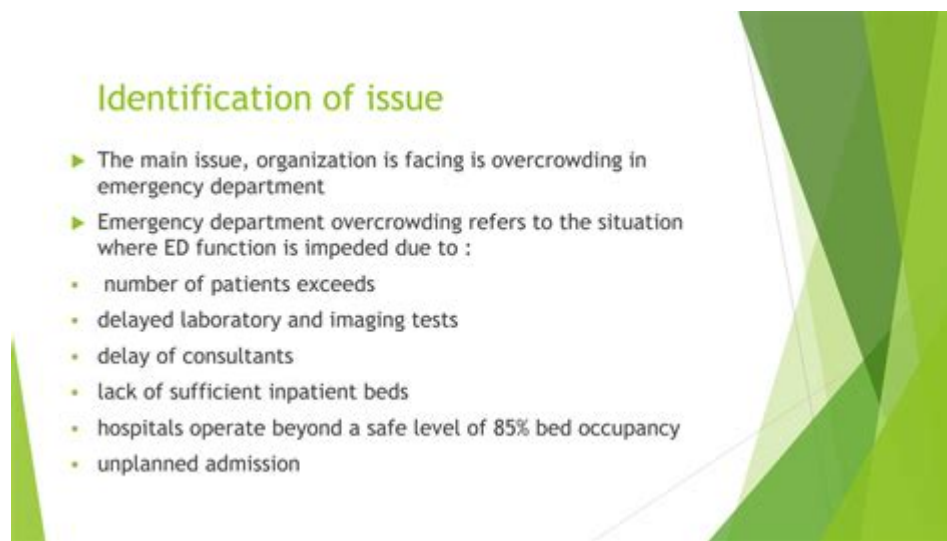 Identification of issue
The main issue, organization is facing is overcrowding in
emergency department
Emergency department overcrowding refers to the situation
where ED function is impeded due to :
number of patients exceeds
delayed laboratory and imaging tests
delay of consultants
lack of sufficient inpatient beds
hospitals operate beyond a safe level of 85% bed occupancy
unplanned admission